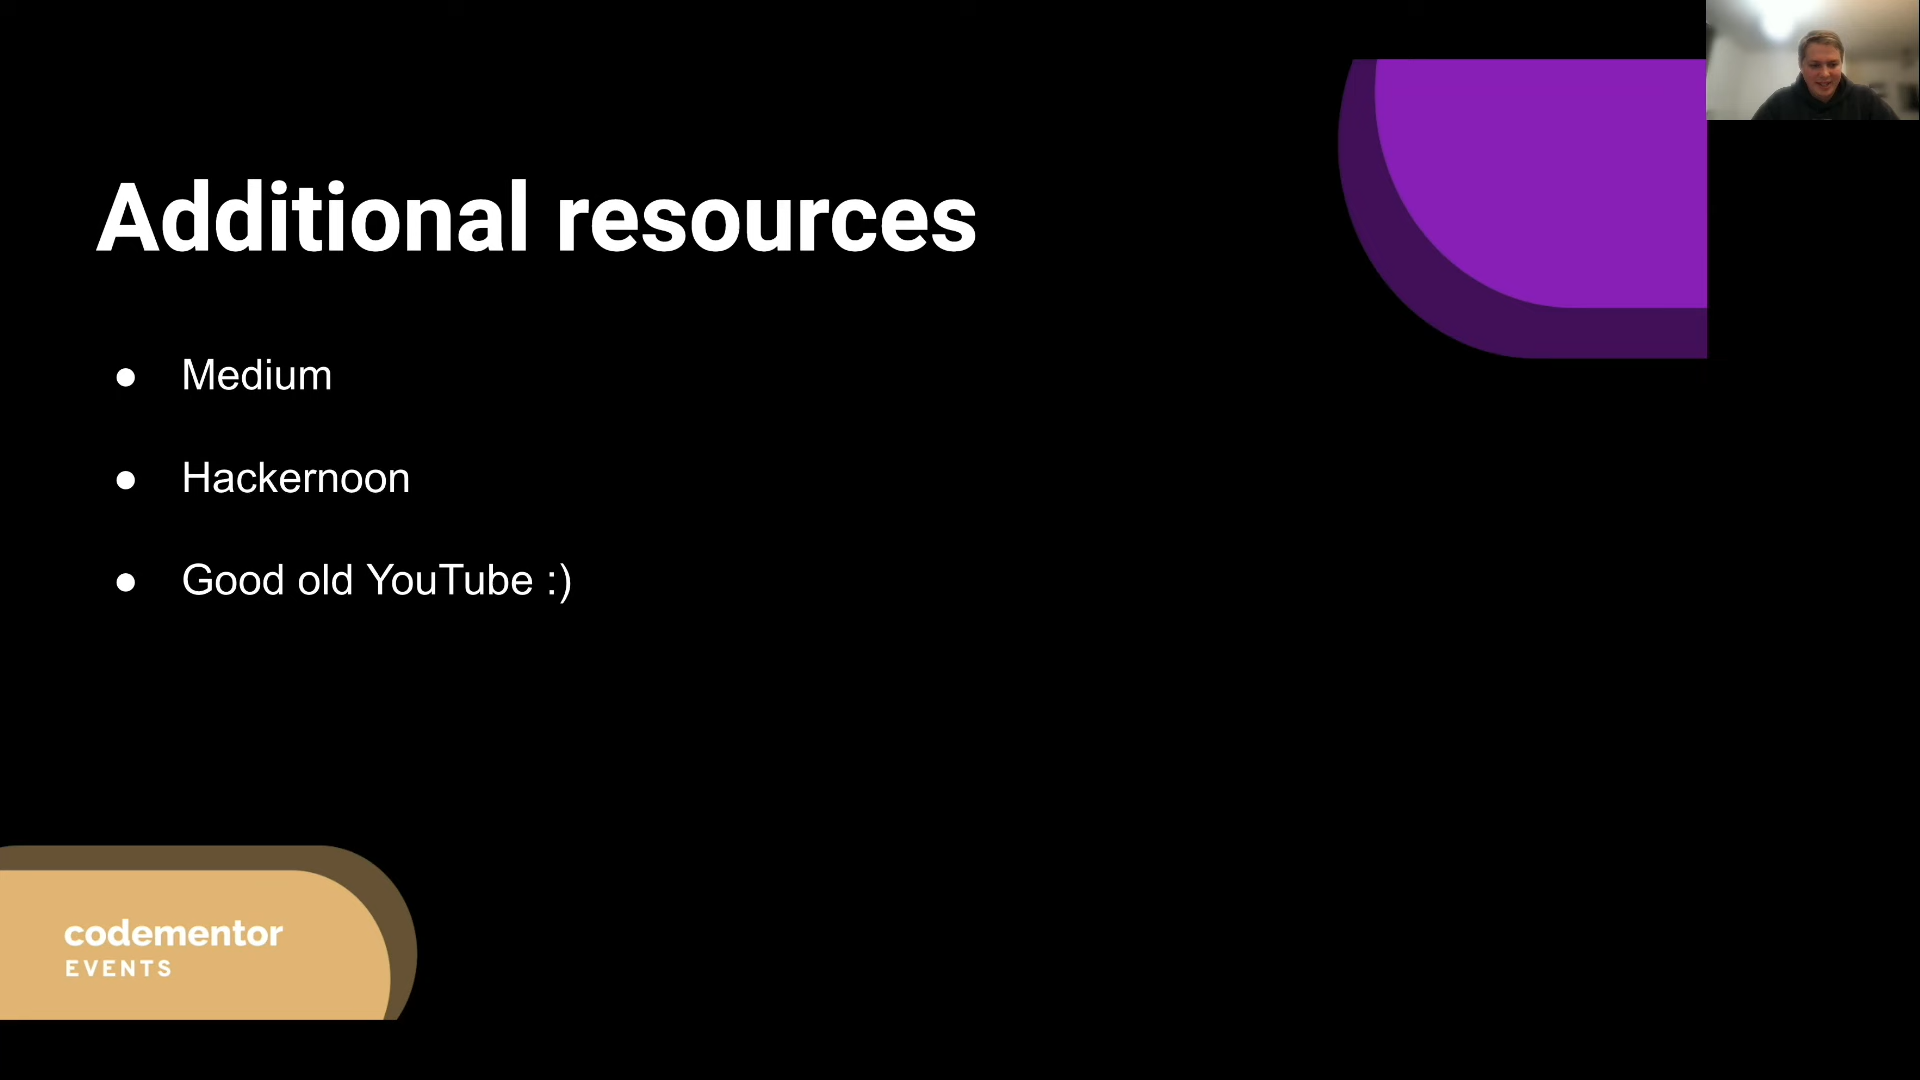 Additional resources
● Medium
● Hackernoon
● Good old YouTube :)
codementor
EVENTS